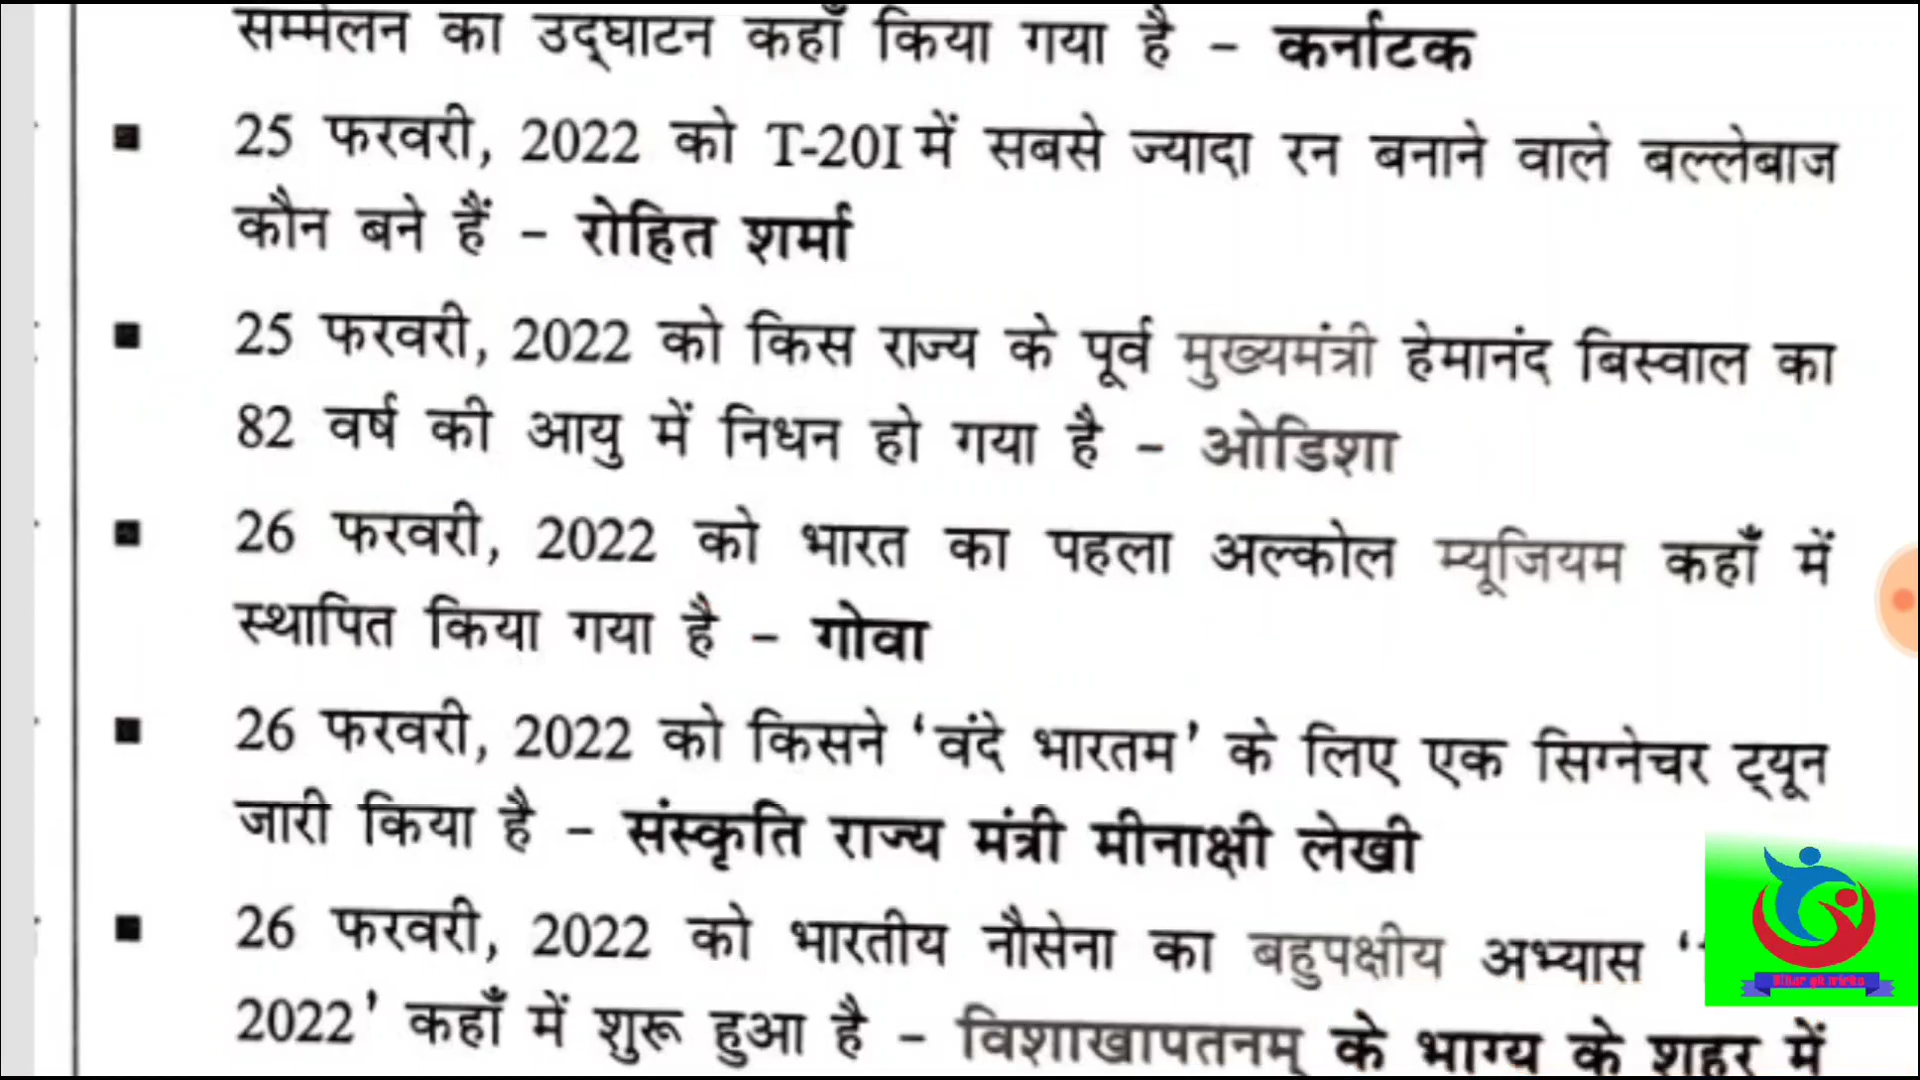 सम्मेलन का उद्घाटन कहाँ किया गया है – कर्नाटक
■ 25 फरवरी, 2022 को T-20I में सबसे ज्यादा रन बनाने वाले बल्लेबाज
कौन बने हैं – रोहित शर्मा
■ 25 फरवरी, 2022 को किस राज्य के पूर्व मुख्यमंत्री हेमानंद बिस्वाल का
82 वर्ष की आयु में निधन हो गया है – ओडिशा
■ 26 फरवरी, 2022 को भारत का पहला अल्कोल म्यूजियम कहाँ में
स्थापित किया गया है – गोवा
■ 26 फरवरी, 2022 को किसने ‘वंदे भारतम’ के लिए एक सिग्नेचर ट्यून
जारी किया है – संस्कृति राज्य मंत्री मीनाक्षी लेखी
■ 26 फरवरी, 2022 को भारतीय नौसेना का बहुपक्षीय अभ्यास ‘
2022’ कहाँ में शुरू हुआ है – विशाखापतनम् के भाग्य के शहर में